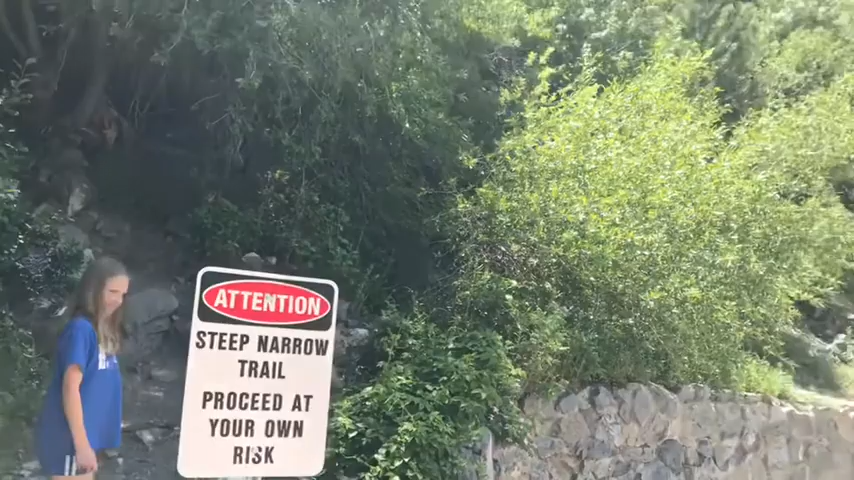 ATTENTION
STEEP NARROW
TRAIL
PROCEED AT
YOUR OWN
RISK